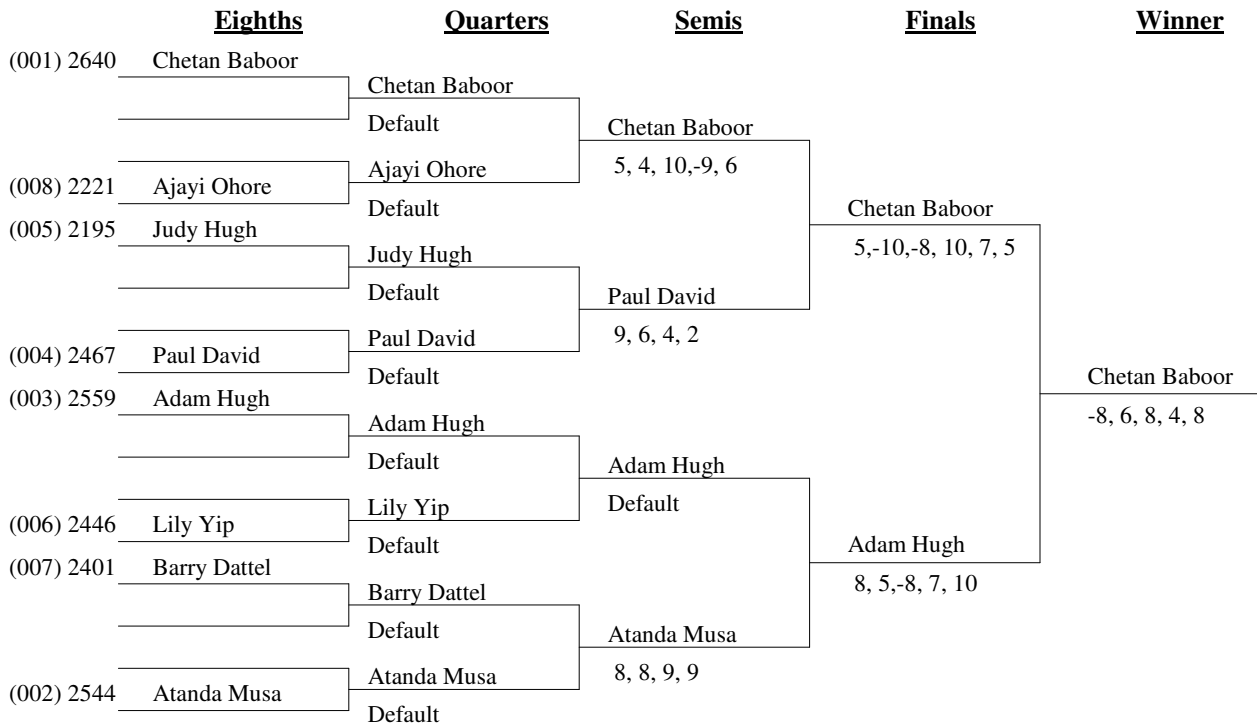 Eighths Quarters Semis Finals Winner
(001) 2640 Chetan Baboor
Chetan Baboor
Default
Chetan Baboor
5, 4, 10,-9, 6
Ajayi Ohore
(008) 2221 Ajayi Ohore
Default
(005) 2195 Judy Hugh
Chetan Baboor
5,-10,-8, 10, 7, 5
Judy Hugh
Default
Paul David
9, 6, 4, 2
Paul David
(004) 2467 Paul David
Default
Chetan Baboor
-8, 6, 8, 4, 8
(003) 2559 Adam Hugh
Adam Hugh
Default
Adam Hugh
Default
Lily Yip
(006) 2446 Lily Yip
Default
Adam Hugh
8, 5,-8, 7, 10
(007) 2401 Barry Dattel
Barry Dattel
Default
Atanda Musa
8, 8, 9, 9
Atanda Musa
(002) 2544 Atanda Musa
Default